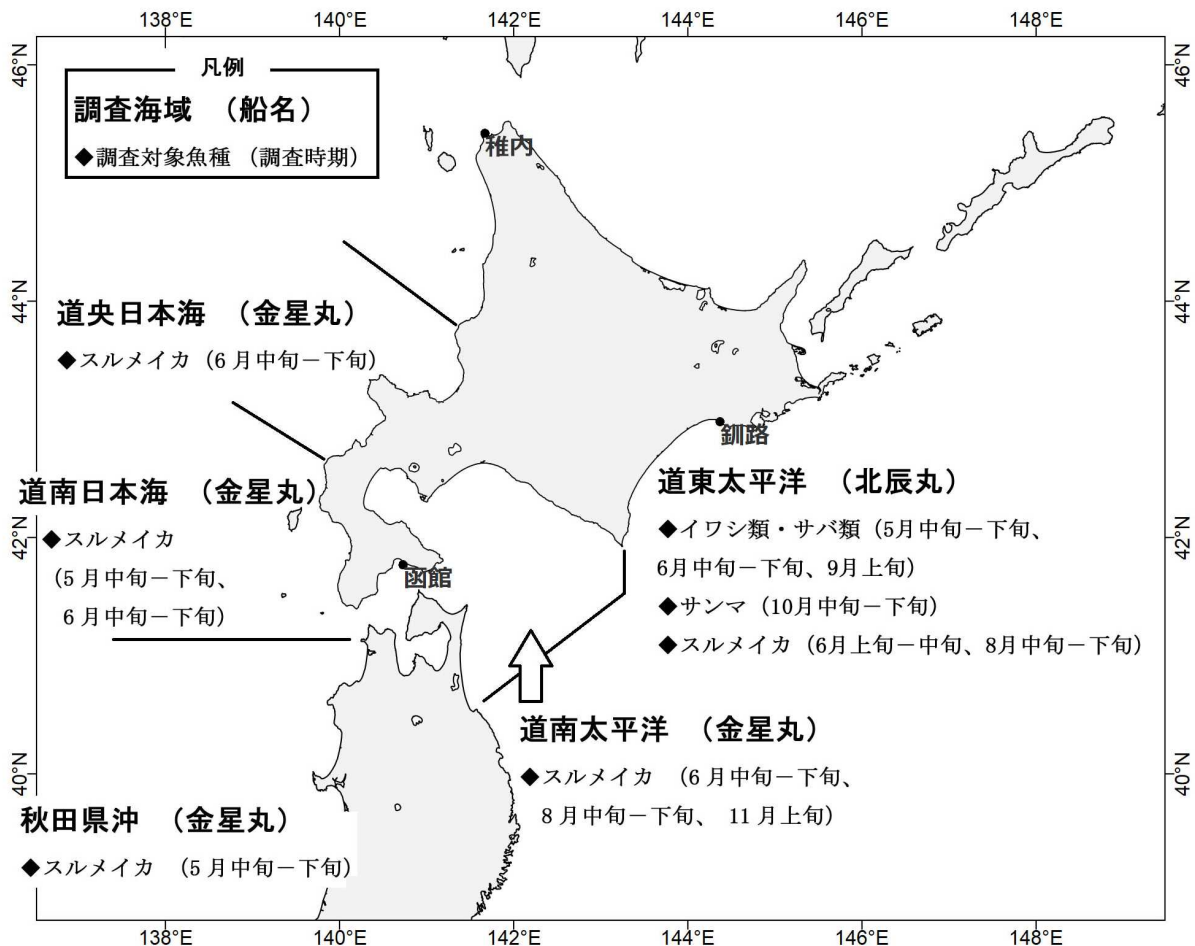 138°E 140°E 142°E 144°E 146°E 148°E
46°N 46°N
凡例
調査海域 (船名)
◆調査対象魚種 (調査時期)
稚内
44°N 44°N
道央日本海 (金星丸)
◆スルメイカ (6月中旬−下旬)
釧路
道南日本海 (金星丸)
◆スルメイカ
(5月中旬−下旬、
6月中旬−下旬)
42°N 42°N
函館
道東太平洋 (北辰丸)
◆イワシ類・サバ類 (5月中旬−下旬、
6月中旬−下旬、9月上旬)
◆サンマ (10月中旬−下旬)
◆スルメイカ (6月上旬−中旬、8月中旬−下旬)
道南太平洋 (金星丸)
◆スルメイカ (6月中旬−下旬、
8月中旬−下旬、 11月上旬)
40°N 40°N
秋田県沖 (金星丸)
◆スルメイカ (5月中旬−下旬)
138°E 140°E 142°E 144°E 146°E 148°E